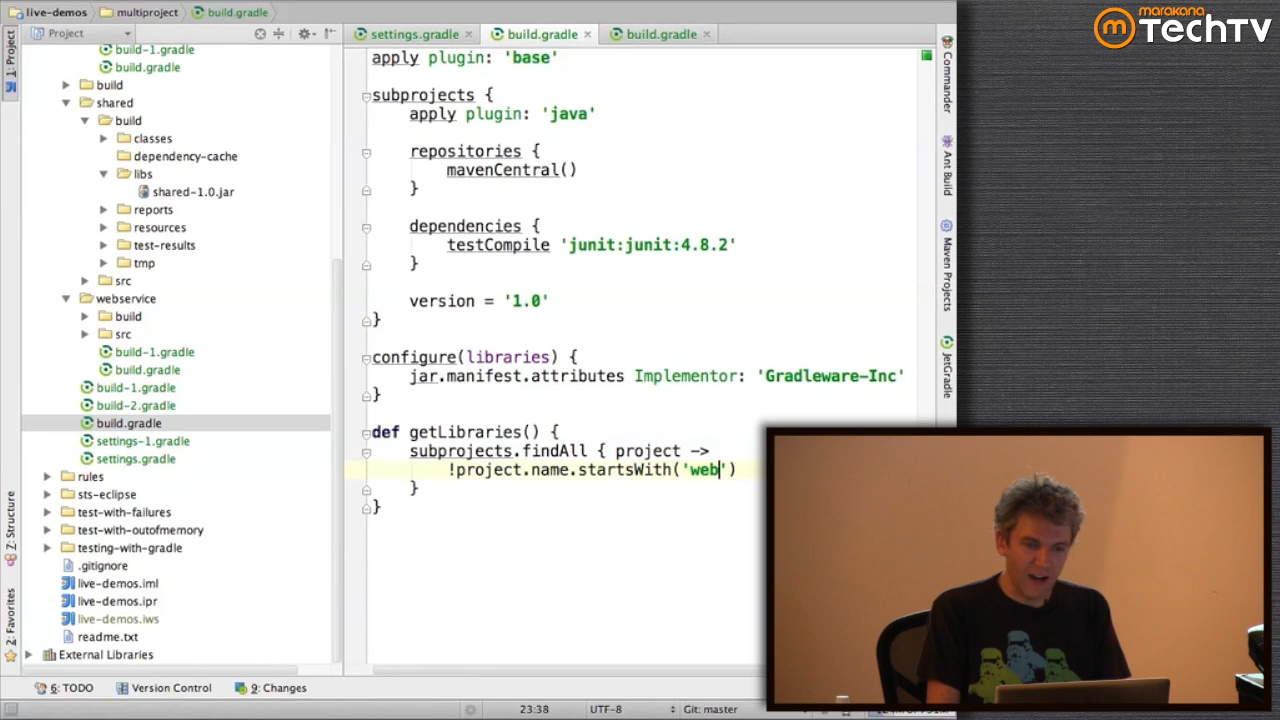 live-demos multiproject build.gradle
marakana
TechTV
1: Project
Project
settings.gradle
build.gradle
build.gradle
build-1.gradle
build.gradle
build
shared
build
classes
dependency-cache
libs
shared-1.0.jar
reports
resources
test-results
tmp
src
webservice
build
src
build-1.gradle
build.gradle
build-1.gradle
build-2.gradle
build.gradle
settings-1.gradle
settings.gradle
rules
sts-eclipse
test-with-failures
test-with-outofmemory
testing-with-gradle
.gitignore
live-demos.iml
live-demos.ipr
live-demos.iws
readme.txt
External Libraries
7: Structure
2: Favorites
apply plugin: 'base'
subprojects {
apply plugin: 'java'
repositories {
mavenCentral()
}
dependencies {
testCompile 'junit:junit:4.8.2'
}
version = '1.0'
}
configure(libraries) {
jar.manifest.attributes Implementor: 'Gradleware-Inc'
}
def getLibraries() {
subprojects.findAll { project ->
!project.name.startsWith('web')
}
}
Commander
Ant Build
Maven Projects
JetGradle
6: TODO
Version Control
9: Changes
23:38
UTF-8
Git: master